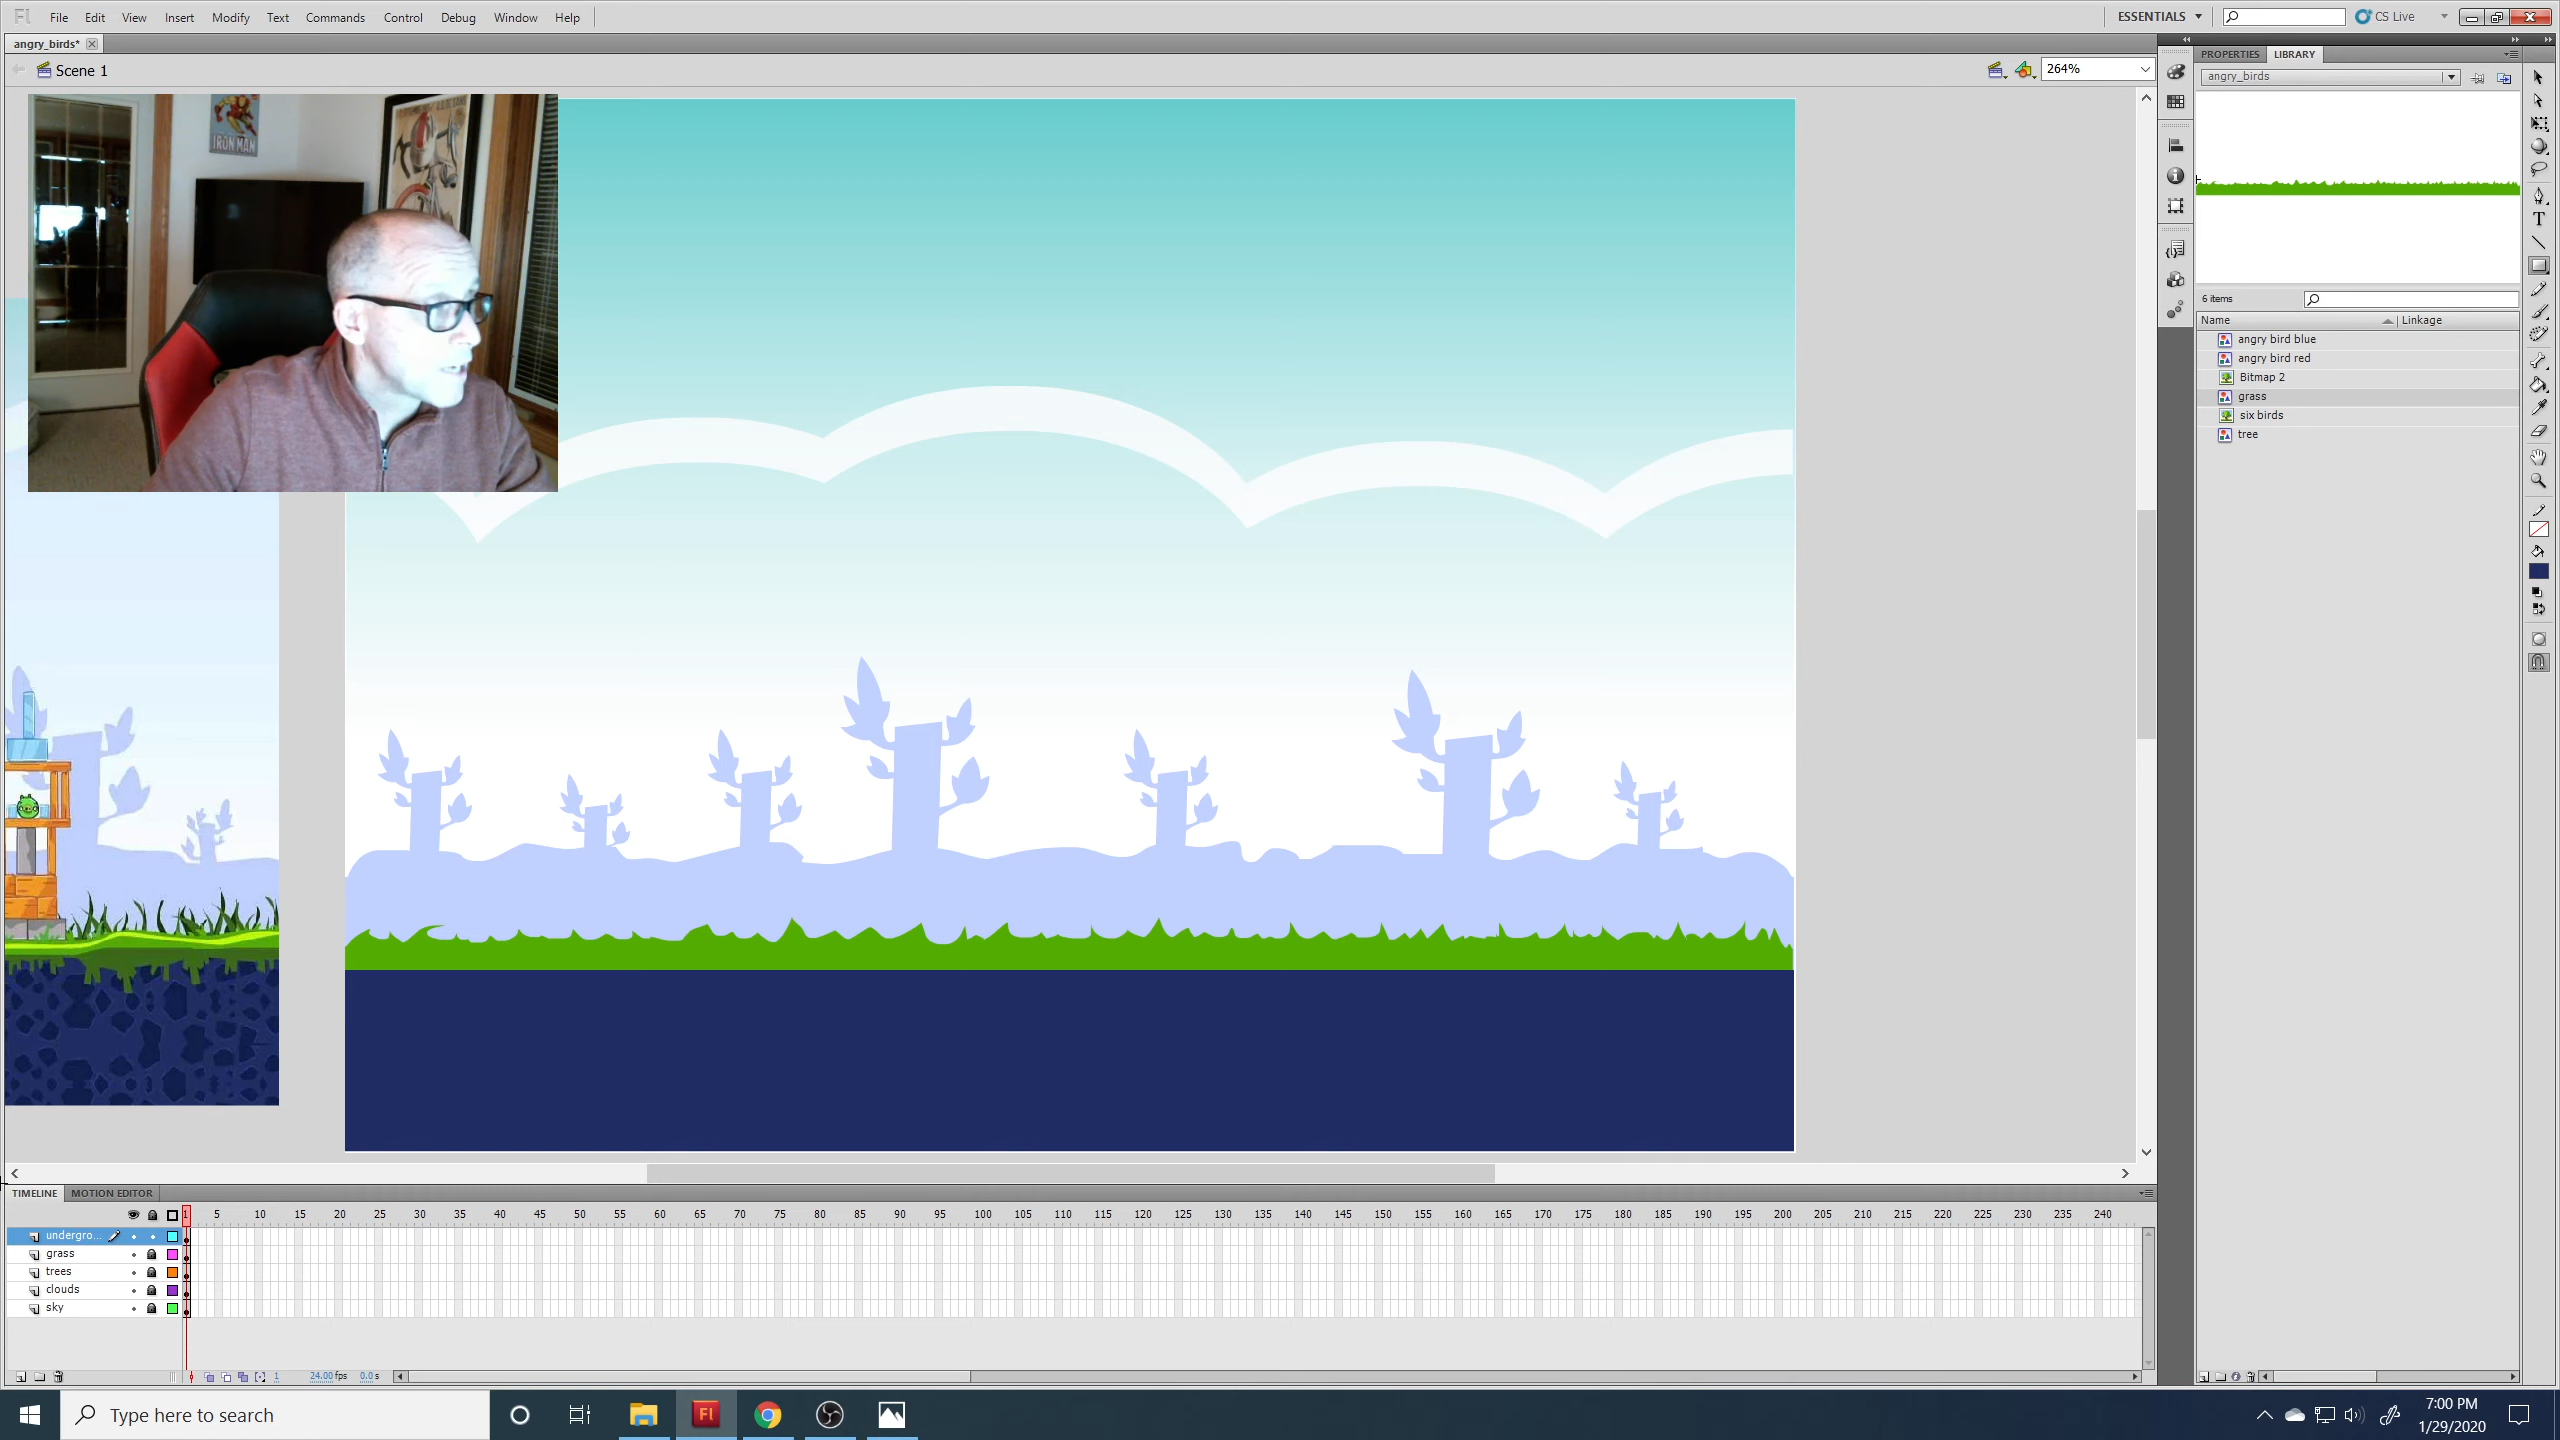 Fl File Edit View Insert Modify Text Commands Control Debug Window Help ESSENTIALS CS Live
angry_birds*
Scene 1 264%
IRON MAN
PROPERTIES LIBRARY
angry_birds
6 items
Name Linkage
angry bird blue
angry bird red
Bitmap 2
grass
six birds
tree
TIMELINE MOTION EDITOR
1 5 10 15 20 25 30 35 40 45 50 55 60 65 70 75 80 85 90 95 100 105 110 115 120 125 130 135 140 145 150 155 160 165 170 175 180 185 190 195 200 205 210 215 220 225 230 235 240
undergro...
grass
trees
clouds
sky
1 24.00 fps 0.0 s
Type here to search
Fl
7:00 PM
1/29/2020